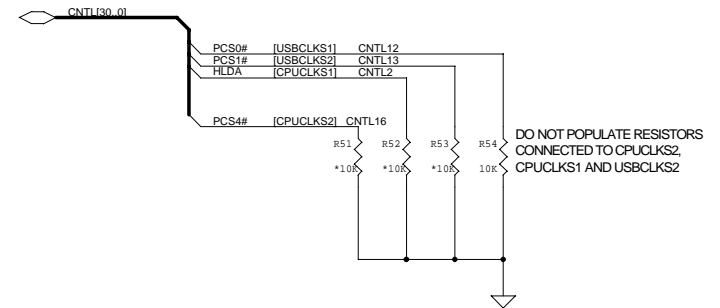 CNTL[30..0]
PCS0# [USBCLKS1] CNTL12
PCS1# [USBCLKS2] CNTL13
HLDA [CPUCLKS1] CNTL2
PCS4# [CPUCLKS2] CNTL16
R51 R52 R53 R54
*10K *10K *10K 10K
DO NOT POPULATE RESISTORS
CONNECTED TO CPUCLKS2,
CPUCLKS1 AND USBCLKS2